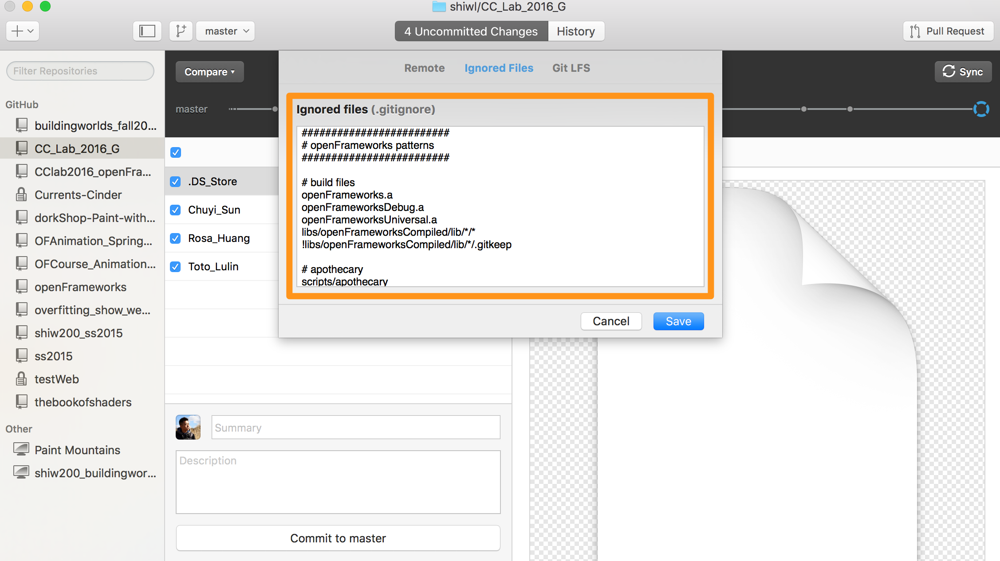 shiwl/CC_Lab_2016_G
master
4 Uncommitted Changes
History
Pull Request
Filter Repositories
GitHub
buildingworlds_fall20...
CC_Lab_2016_G
CClab2016_openFra...
Currents-Cinder
dorkShop-Paint-with...
OFAnimation_Spring...
OFCourse_Animation...
openFrameworks
overfitting_show_we...
shiw200_ss2015
ss2015
testWeb
thebookofshaders
Other
Paint Mountains
shiw200_buildingwor...
Compare
master
Sync
.DS_Store
Chuyi_Sun
Rosa_Huang
Toto_Lulin
Remote
Ignored Files
Git LFS
Ignored files (.gitignore)
#########################
# openFrameworks patterns
#########################
# build files
openFrameworks.a
openFrameworksDebug.a
openFrameworksUniversal.a
libs/openFrameworksCompiled/lib/*/*
!libs/openFrameworksCompiled/lib/*/.gitkeep
# apothecary
scripts/apothecary
Cancel
Save
Summary
Description
Commit to master